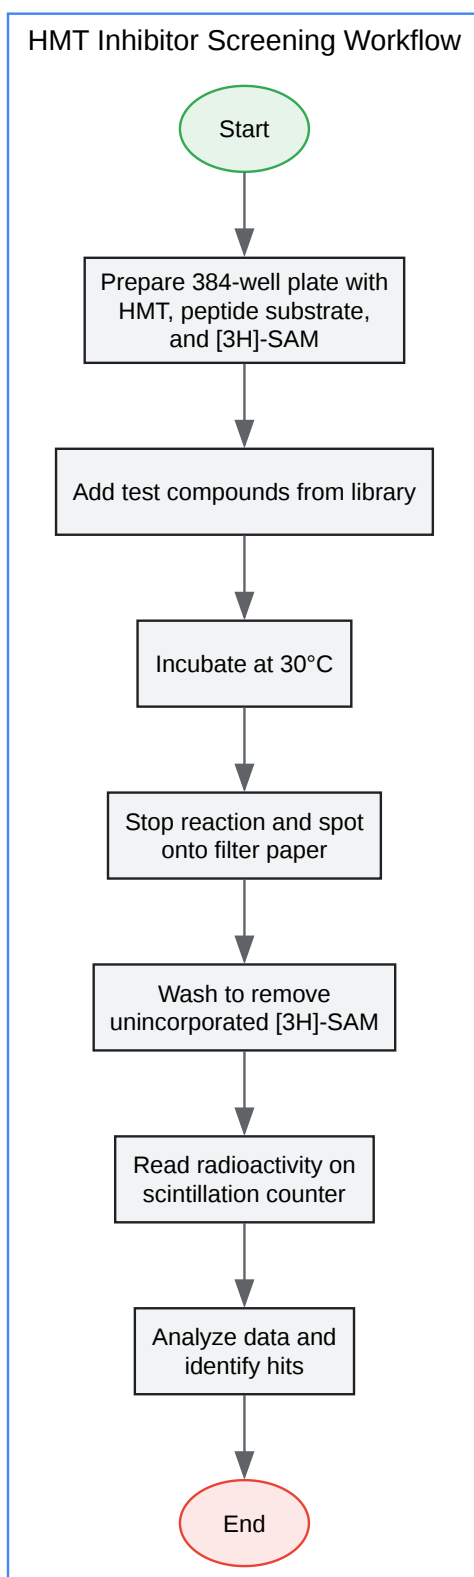 HMT Inhibitor Screening Workflow
Start
Prepare 384-well plate with
HMT, peptide substrate,
and [3H]-SAM
Add test compounds from library
Incubate at 30°C
Stop reaction and spot
onto filter paper
Wash to remove
unincorporated [3H]-SAM
Read radioactivity on
scintillation counter
Analyze data and
identify hits
End